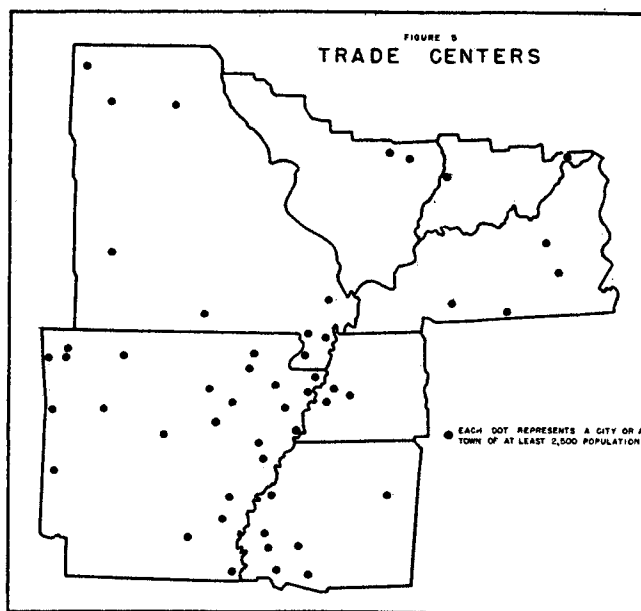 FIGURE 5
TRADE CENTERS
EACH DOT REPRESENTS A CITY OR A
TOWN OF AT LEAST 2,500 POPULATION